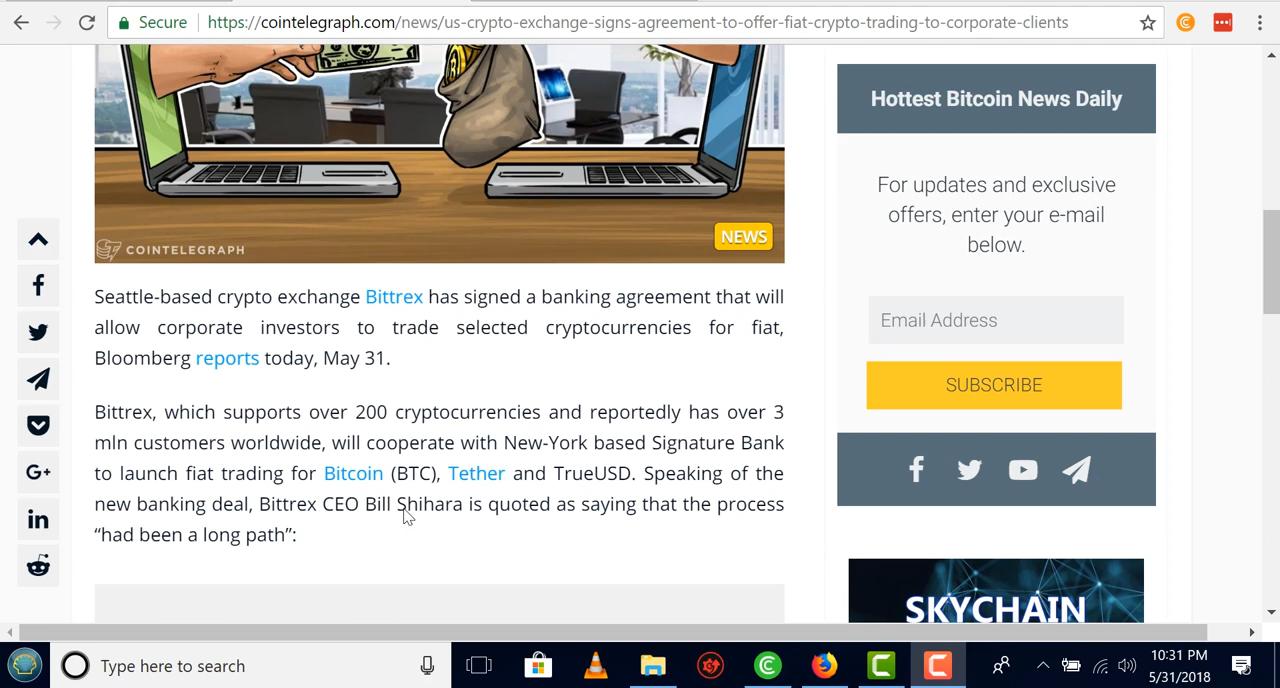 Secure
https://cointelegraph.com/news/us-crypto-exchange-signs-agreement-to-offer-fiat-crypto-trading-to-corporate-clients
COINTELEGRAPH
NEWS
Seattle-based crypto exchange Bittrex has signed a banking agreement that will
allow corporate investors to trade selected cryptocurrencies for fiat,
Bloomberg reports today, May 31.
Bittrex, which supports over 200 cryptocurrencies and reportedly has over 3
mln customers worldwide, will cooperate with New-York based Signature Bank
to launch fiat trading for Bitcoin (BTC), Tether and TrueUSD. Speaking of the
new banking deal, Bittrex CEO Bill Shihara is quoted as saying that the process
“had been a long path”:
Hottest Bitcoin News Daily
For updates and exclusive
offers, enter your e-mail
below.
Email Address
SUBSCRIBE
SKYCHAIN
G+
in
Type here to search
10:31 PM
5/31/2018